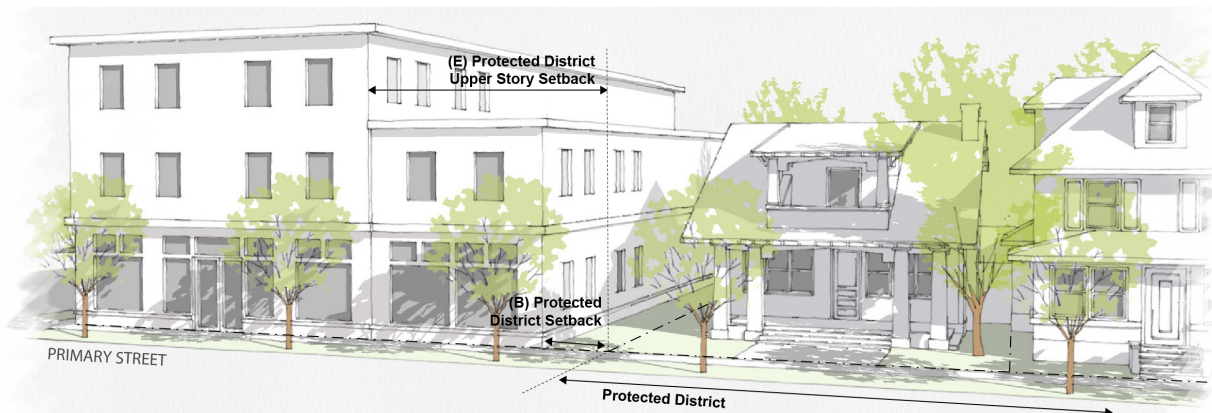 (E) Protected District
Upper Story Setback
(B) Protected
District Setback
PRIMARY STREET
Protected District